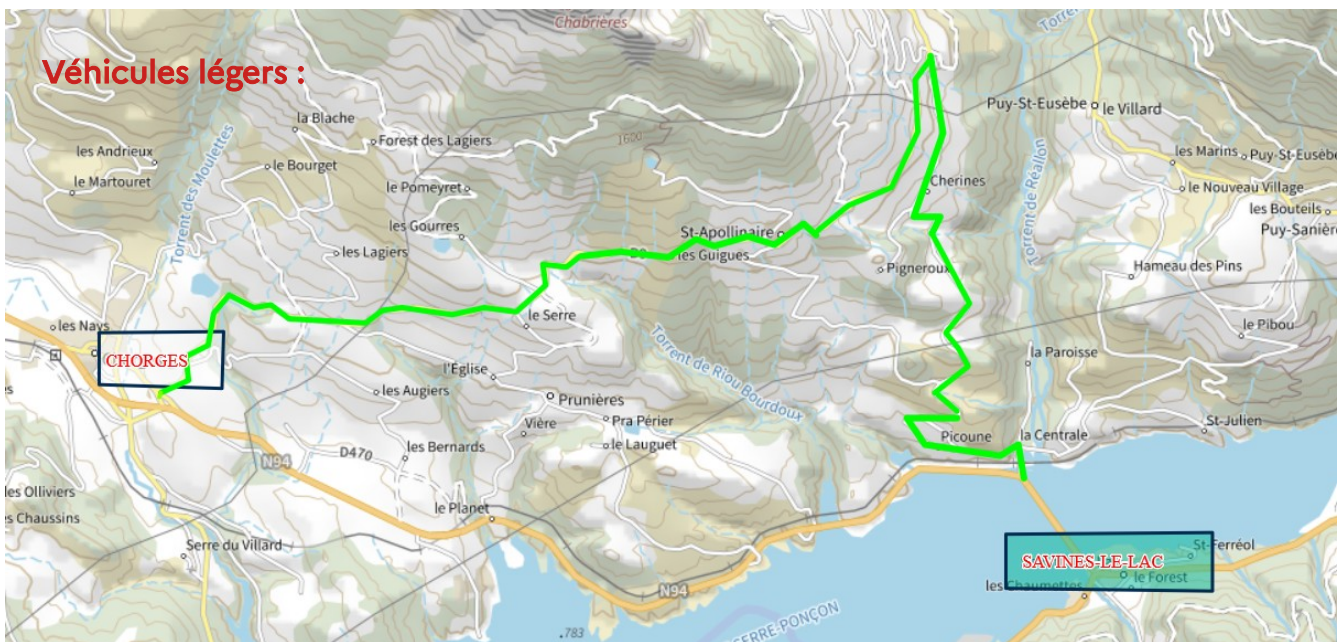 Chabrières
Véhicules légers :
Torrent de
Puy-St-Eusèbe
le Villard
la Blache
Forest des Lagiers
1600
les Andrieux
le Martouret
le Bourget
le Pomeyret
Torrent des Moulettes
Torrent de Réallon
les Marins
Puy-St-Eusèbe
le Nouveau Village
les Bouteils
Puy-Sanière
Cherines
les Gourres
St-Apollinaire
les Lagiers
D9
les Guigues
Pigneroux
Hameau des Pins
les Nays
le Serre
le Pibou
CHORGES
Torrent de Riou Bourdoux
la Paroisse
l'Eglise
les Augiers
Prunières
Pra Périer
Vière
le Lauguet
Picoune
la Centrale
St-Julien
les Bernards
D470
N94
les Olliviers
es Chaussins
le Planet
Serre du Villard
St-Ferréol
SAVINES-LE-LAC
le Forest
les Chaumettes
N94
SERRE-PONÇON
.783